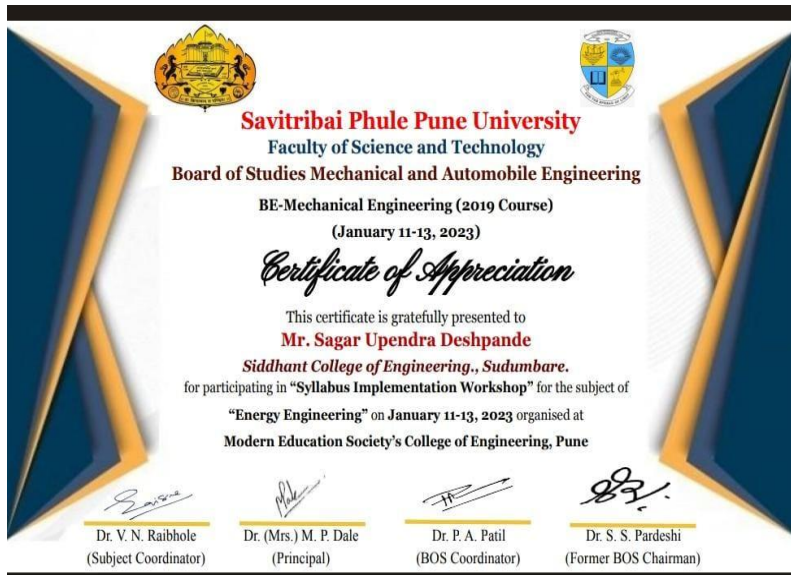 Savitribai Phule Pune University
Faculty of Science and Technology
Board of Studies Mechanical and Automobile Engineering
BE-Mechanical Engineering (2019 Course)
(January 11-13, 2023)
Certificate of Appreciation
This certificate is gratefully presented to
Mr. Sagar Upendra Deshpande
Siddhant College of Engineering., Sudumbare.
for participating in “Syllabus Implementation Workshop” for the subject of
“Energy Engineering” on January 11-13, 2023 organised at
Modern Education Society’s College of Engineering, Pune
Dr. V. N. Raibhole
(Subject Coordinator)
Dr. (Mrs.) M. P. Dale
(Principal)
Dr. P. A. Patil
(BOS Coordinator)
Dr. S. S. Pardeshi
(Former BOS Chairman)